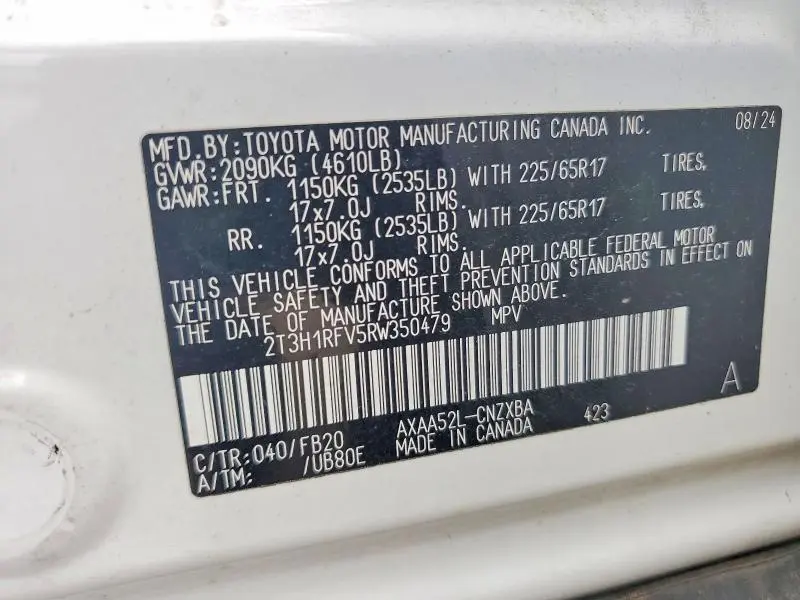 MFD.BY:TOYOTA MOTOR MANUFACTURING CANADA INC. 08/24
GVWR:2090KG (4610LB)
GAWR:FRT. 1150KG (2535LB) WITH 225/65R17 TIRES,
17x7.0J RIMS.
RR. 1150KG (2535LB) WITH 225/65R17 TIRES,
17x7.0J RIMS.
THIS VEHICLE CONFORMS TO ALL APPLICABLE FEDERAL MOTOR
VEHICLE SAFETY AND THEFT PREVENTION STANDARDS IN EFFECT ON
THE DATE OF MANUFACTURE SHOWN ABOVE.
2T3H1RFV5RW350479 MPV
A
C/TR:040/FB20 AXAA52L-CNZXBA 423
A/TM: /UB80E MADE IN CANADA